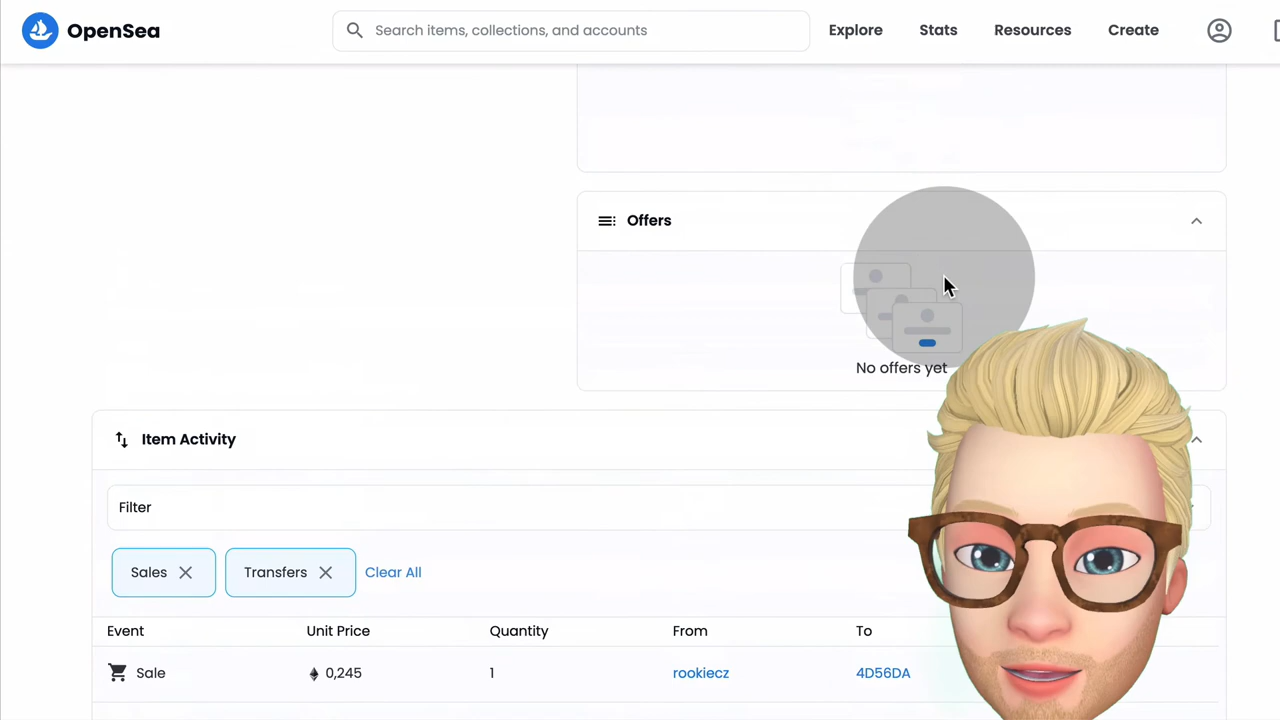 OpenSea
Search items, collections, and accounts
Explore
Stats
Resources
Create
Offers
No offers yet
Item Activity
Filter
Sales
Transfers
Clear All
Event Unit Price Quantity From To
Sale 0,245 1 rookiecz 4D56DA